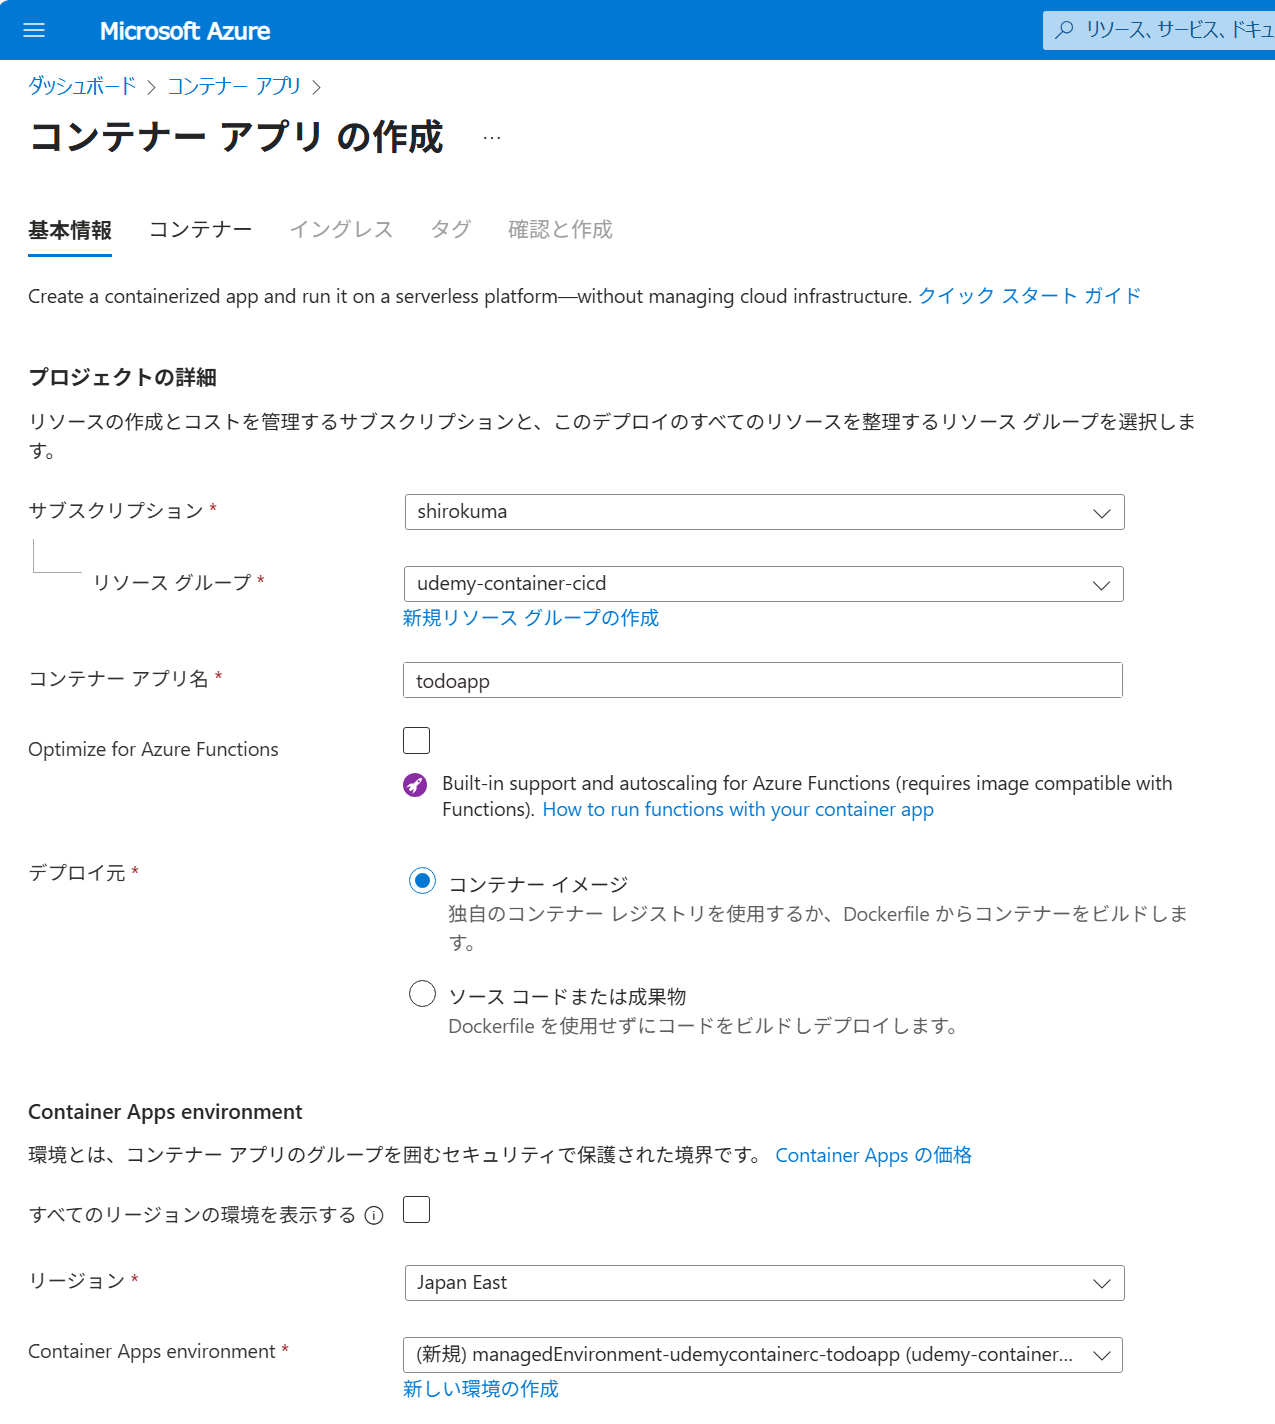 Microsoft Azure
リソース、サービス、ドキュ
ダッシュボード > コンテナー アプリ >
コンテナー アプリ の作成 …
基本情報 コンテナー イングレス タグ 確認と作成
Create a containerized app and run it on a serverless platform—without managing cloud infrastructure. クイック スタート ガイド
プロジェクトの詳細
リソースの作成とコストを管理するサブスクリプションと、このデプロイのすべてのリソースを整理するリソース グループを選択しま
す。
サブスクリプション *
shirokuma
リソース グループ *
udemy-container-cicd
新規リソース グループの作成
コンテナー アプリ名 *
todoapp
Optimize for Azure Functions
Built-in support and autoscaling for Azure Functions (requires image compatible with
Functions). How to run functions with your container app
デプロイ元 *
コンテナー イメージ
独自のコンテナー レジストリを使用するか、Dockerfile からコンテナーをビルドしま
す。
ソース コードまたは成果物
Dockerfile を使用せずにコードをビルドしデプロイします。
Container Apps environment
環境とは、コンテナー アプリのグループを囲むセキュリティで保護された境界です。 Container Apps の価格
すべてのリージョンの環境を表示する
リージョン *
Japan East
Container Apps environment *
(新規) managedEnvironment-udemycontainerc-todoapp (udemy-container...
新しい環境の作成